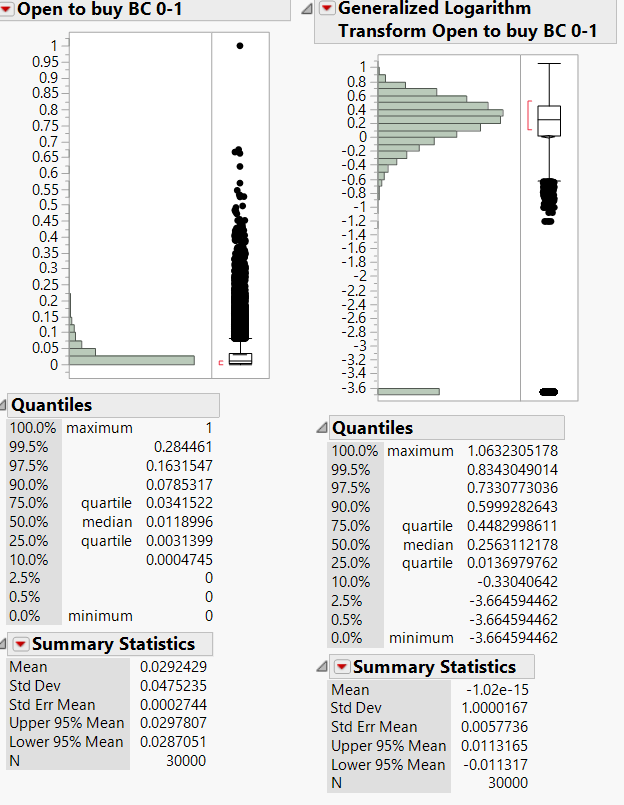 Open to buy BC 0-1
1
0.95
0.9
0.85
0.8
0.75
0.7
0.65
0.6
0.55
0.5
0.45
0.4
0.35
0.3
0.25
0.2
0.15
0.1
0.05
0
Quantiles
100.0% maximum 1
99.5% 0.284461
97.5% 0.1631547
90.0% 0.0785317
75.0% quartile 0.0341522
50.0% median 0.0118996
25.0% quartile 0.0031399
10.0% 0.0004745
2.5% 0
0.5% 0
0.0% minimum 0
Summary Statistics
Mean 0.0292429
Std Dev 0.0475235
Std Err Mean 0.0002744
Upper 95% Mean 0.0297807
Lower 95% Mean 0.0287051
N 30000
Generalized Logarithm
Transform Open to buy BC 0-1
1
0.8
0.6
0.4
0.2
0
-0.2
-0.4
-0.6
-0.8
-1
-1.2
-1.4
-1.6
-1.8
-2
-2.2
-2.4
-2.6
-2.8
-3
-3.2
-3.4
-3.6
Quantiles
100.0% maximum 1.0632305178
99.5% 0.8343049014
97.5% 0.7330773036
90.0% 0.5999282643
75.0% quartile 0.4482998611
50.0% median 0.2563112178
25.0% quartile 0.0136979762
10.0% -0.33040642
2.5% -3.664594462
0.5% -3.664594462
0.0% minimum -3.664594462
Summary Statistics
Mean -1.02e-15
Std Dev 1.0000167
Std Err Mean 0.0057736
Upper 95% Mean 0.0113165
Lower 95% Mean -0.011317
N 30000